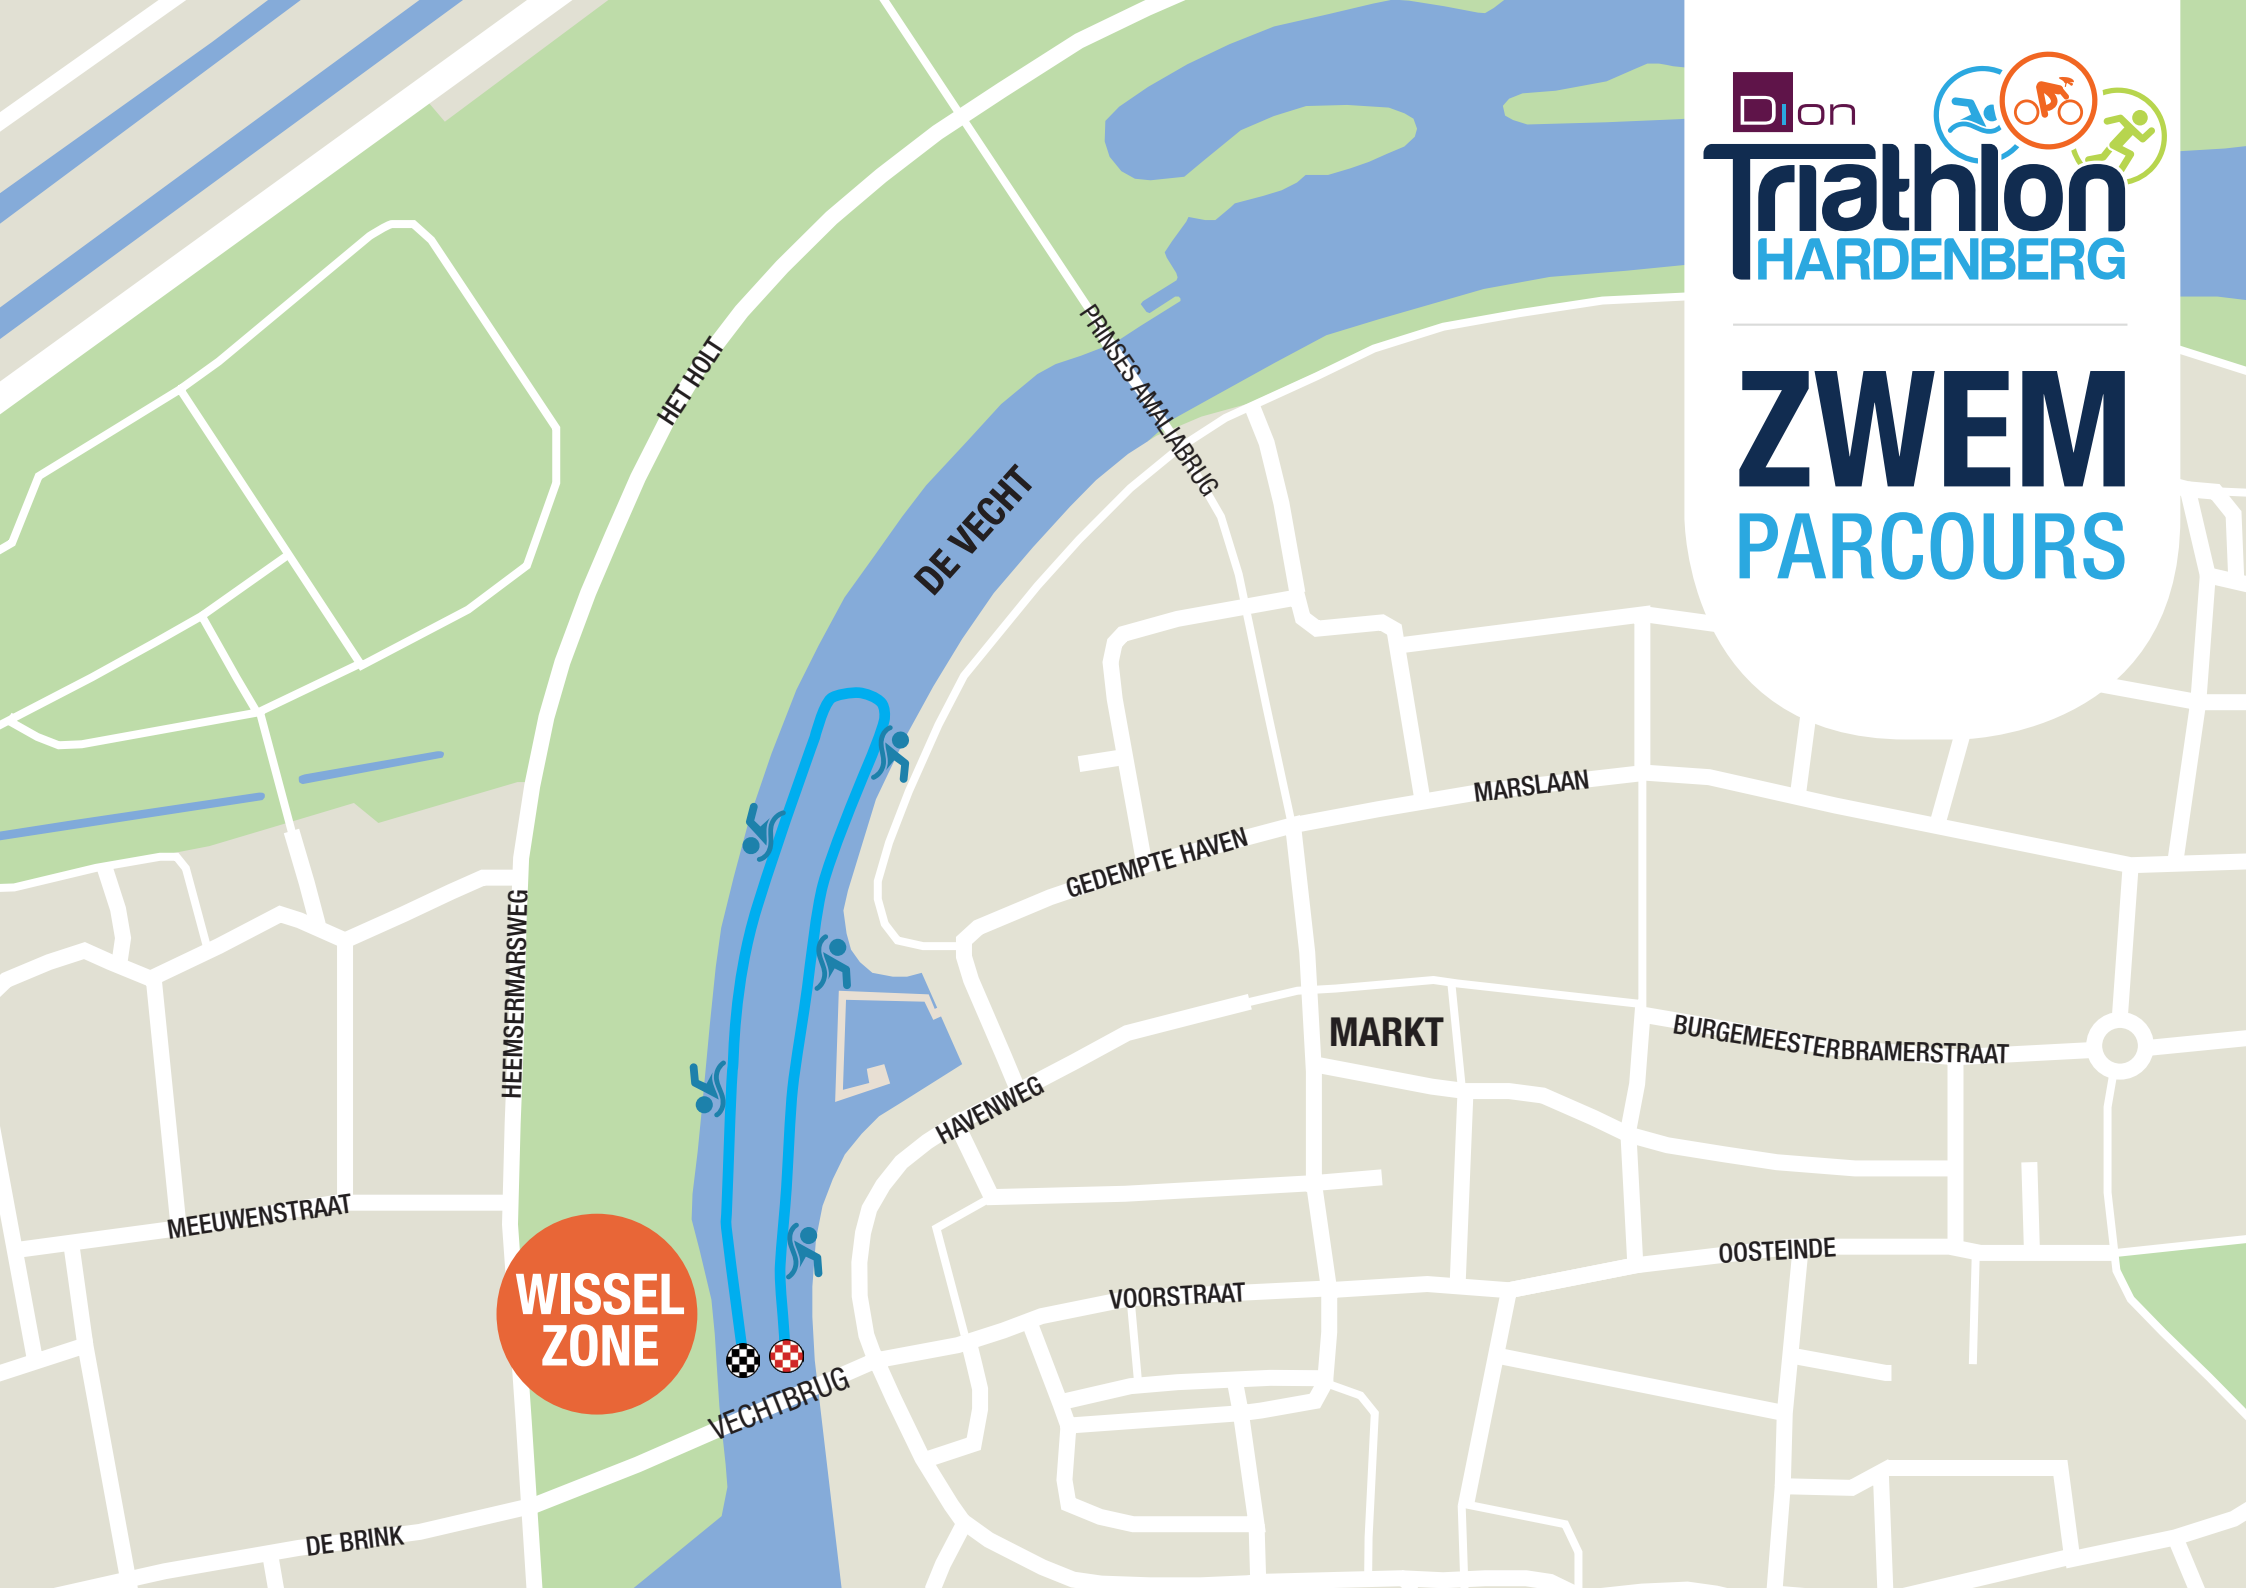 Dion
Triathlon
HARDENBERG
ZWEM
PARCOURS
HET HOLT
PRINSES AMALIABRUG
DE VECHT
MARSLAAN
GEDEMPTE HAVEN
HEEMSERMARSWEG
MARKT
BURGEMEESTERBRAMERSTRAAT
HAVENWEG
MEEUWENSTRAAT
OOSTEINDE
WISSEL
ZONE
VOORSTRAAT
VECHTBRUG
DE BRINK